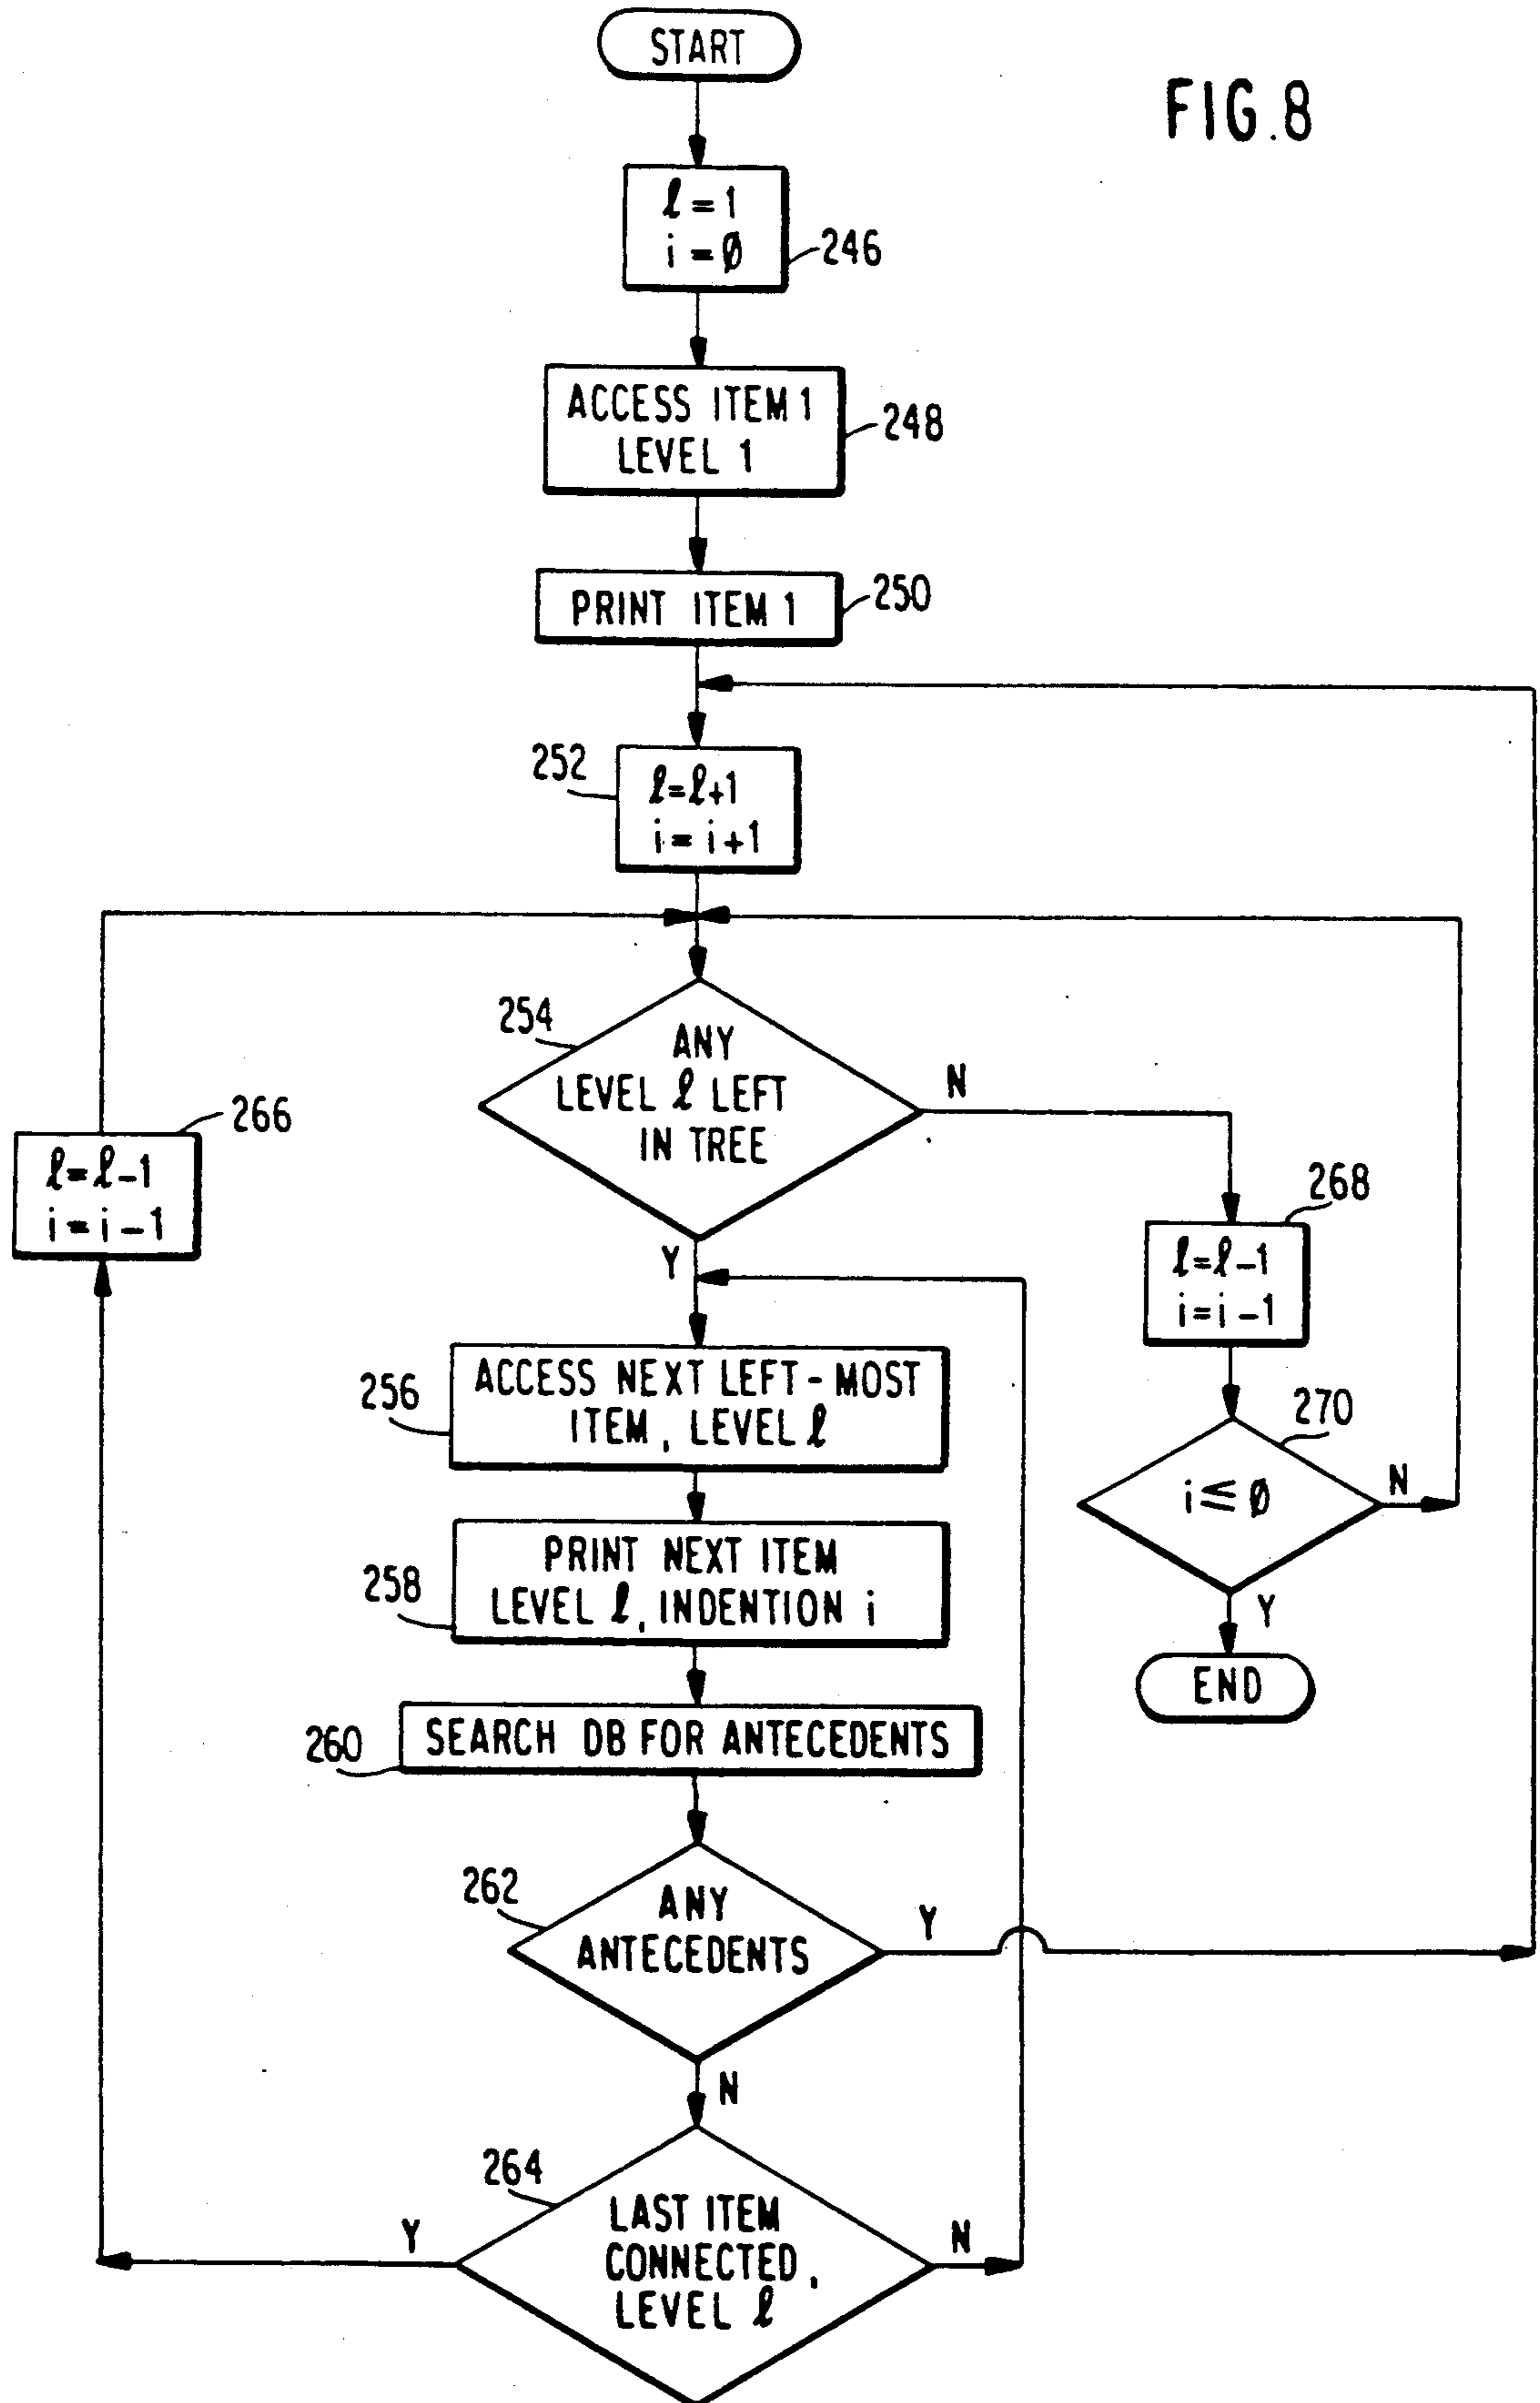 START
FIG.8
ℓ = 1
i = Ø
246
ACCESS ITEM 1
LEVEL 1
248
PRINT ITEM 1
250
252
ℓ=ℓ+1
i = i+1
254
ANY
LEVEL ℓ LEFT
IN TREE
N
Y
266
ℓ=ℓ-1
i = i-1
268
ℓ=ℓ-1
i=i-1
256
ACCESS NEXT LEFT-MOST
ITEM, LEVEL ℓ
270
i ≤ Ø
N
Y
END
258
PRINT NEXT ITEM
LEVEL ℓ, INDENTION i
260
SEARCH DB FOR ANTECEDENTS
262
ANY
ANTECEDENTS
Y
N
264
LAST ITEM
CONNECTED,
LEVEL ℓ
Y
N